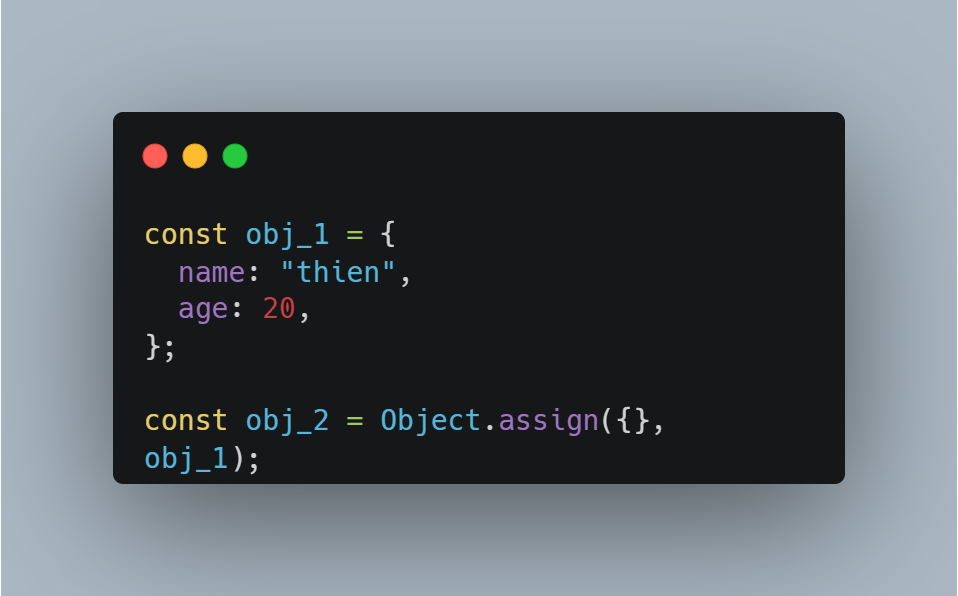 const obj_1 = {
  name: "thien",
  age: 20,
};

const obj_2 = Object.assign({},
obj_1);